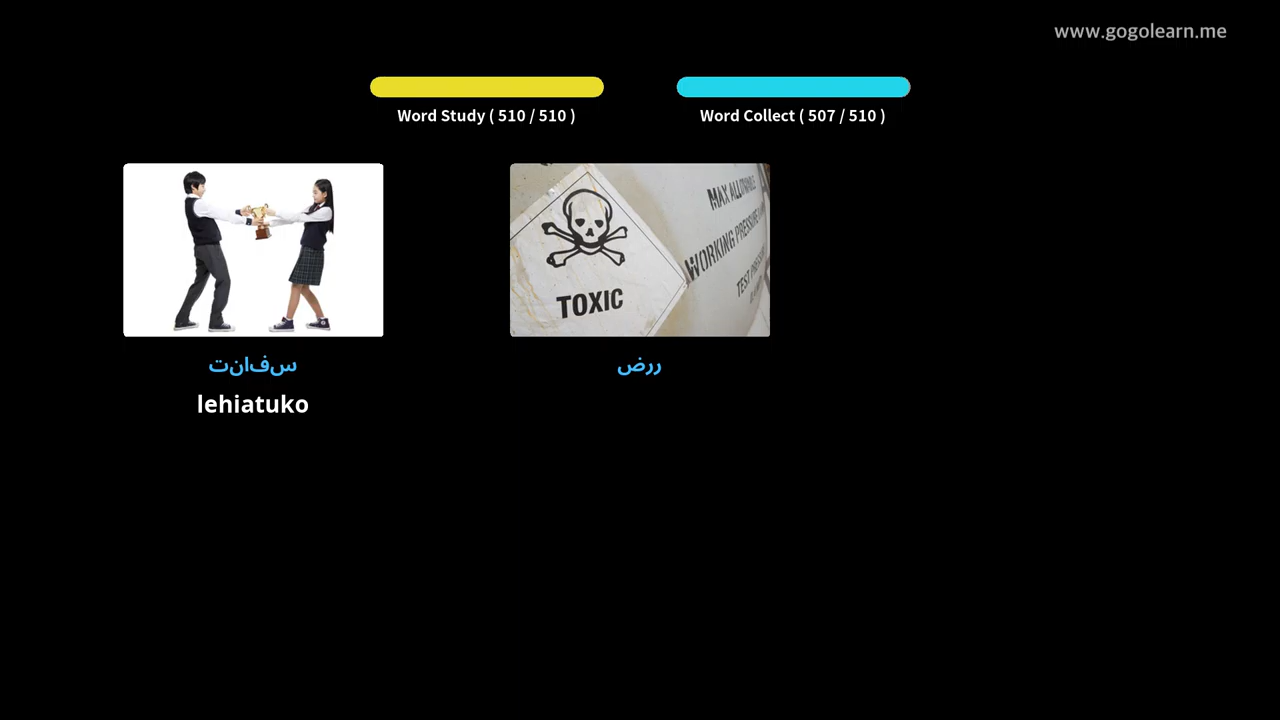 www.gogolearn.me
Word Study ( 510 / 510 )
Word Collect ( 507 / 510 )
TOXIC
MAX ALLOWABLE
WORKING PRESSURE
TEST
سفانت
ررض
lehiatuko